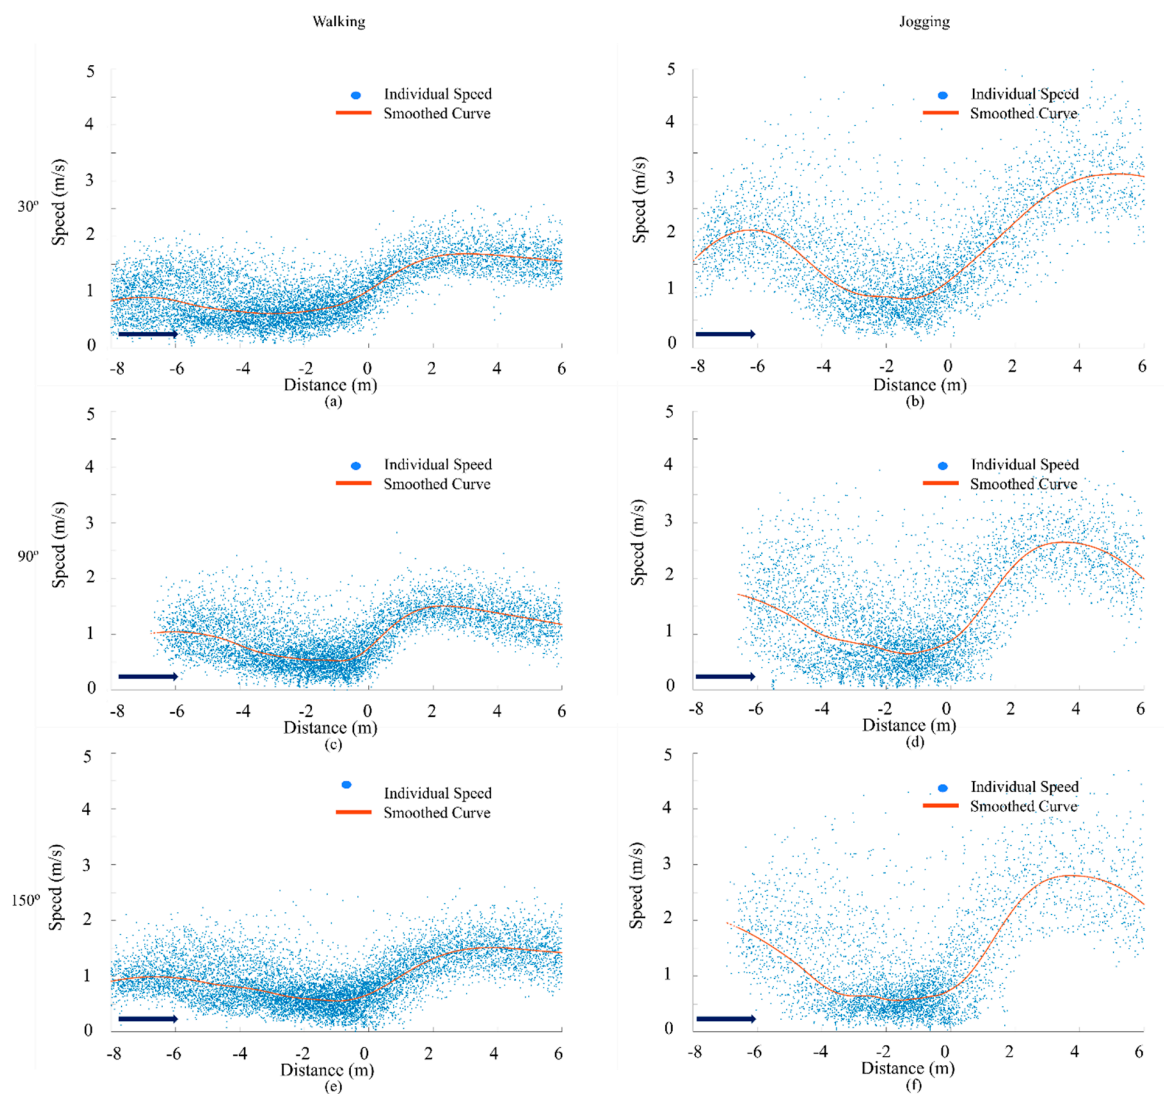 Walking
Jogging
30°
5
4
3
2
1
0
Speed (m/s)
Individual Speed
Smoothed Curve
-8 -6 -4 -2 0 2 4 6
Distance (m)
(a)
5
4
3
2
1
0
Speed (m/s)
Individual Speed
Smoothed Curve
-8 -6 -4 -2 0 2 4 6
Distance (m)
(b)
90°
5
4
3
2
1
0
Speed (m/s)
Individual Speed
Smoothed Curve
-8 -6 -4 -2 0 2 4 6
Distance (m)
(c)
5
4
3
2
1
0
Speed (m/s)
Individual Speed
Smoothed Curve
-8 -6 -4 -2 0 2 4 6
Distance (m)
(d)
150°
5
4
3
2
1
0
Speed (m/s)
Individual Speed
Smoothed Curve
-8 -6 -4 -2 0 2 4 6
Distance (m)
(e)
5
4
3
2
1
0
Speed (m/s)
Individual Speed
Smoothed Curve
-8 -6 -4 -2 0 2 4 6
Distance (m)
(f)